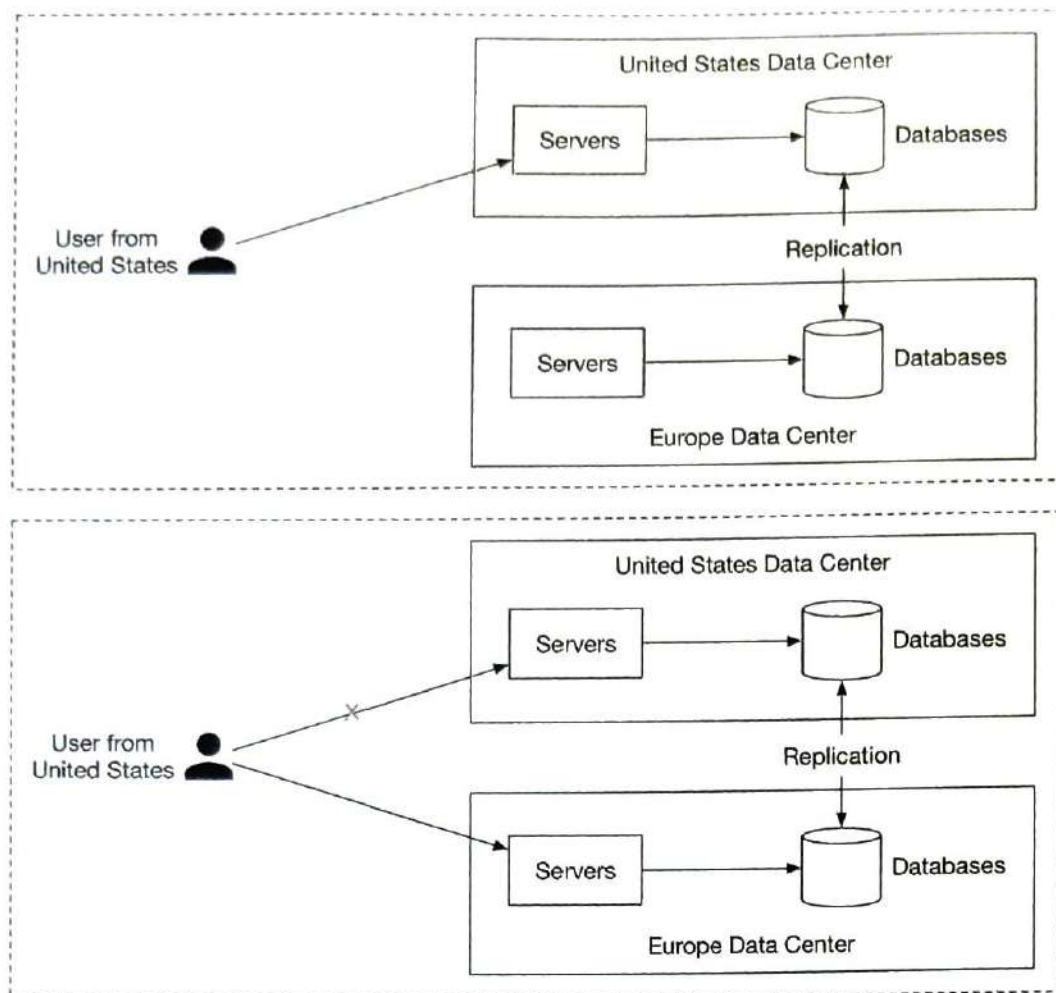 United States Data Center
Servers
Databases
User from
United States
Replication
Servers
Databases
Europe Data Center
United States Data Center
Servers
Databases
User from
United States
Replication
Servers
Databases
Europe Data Center